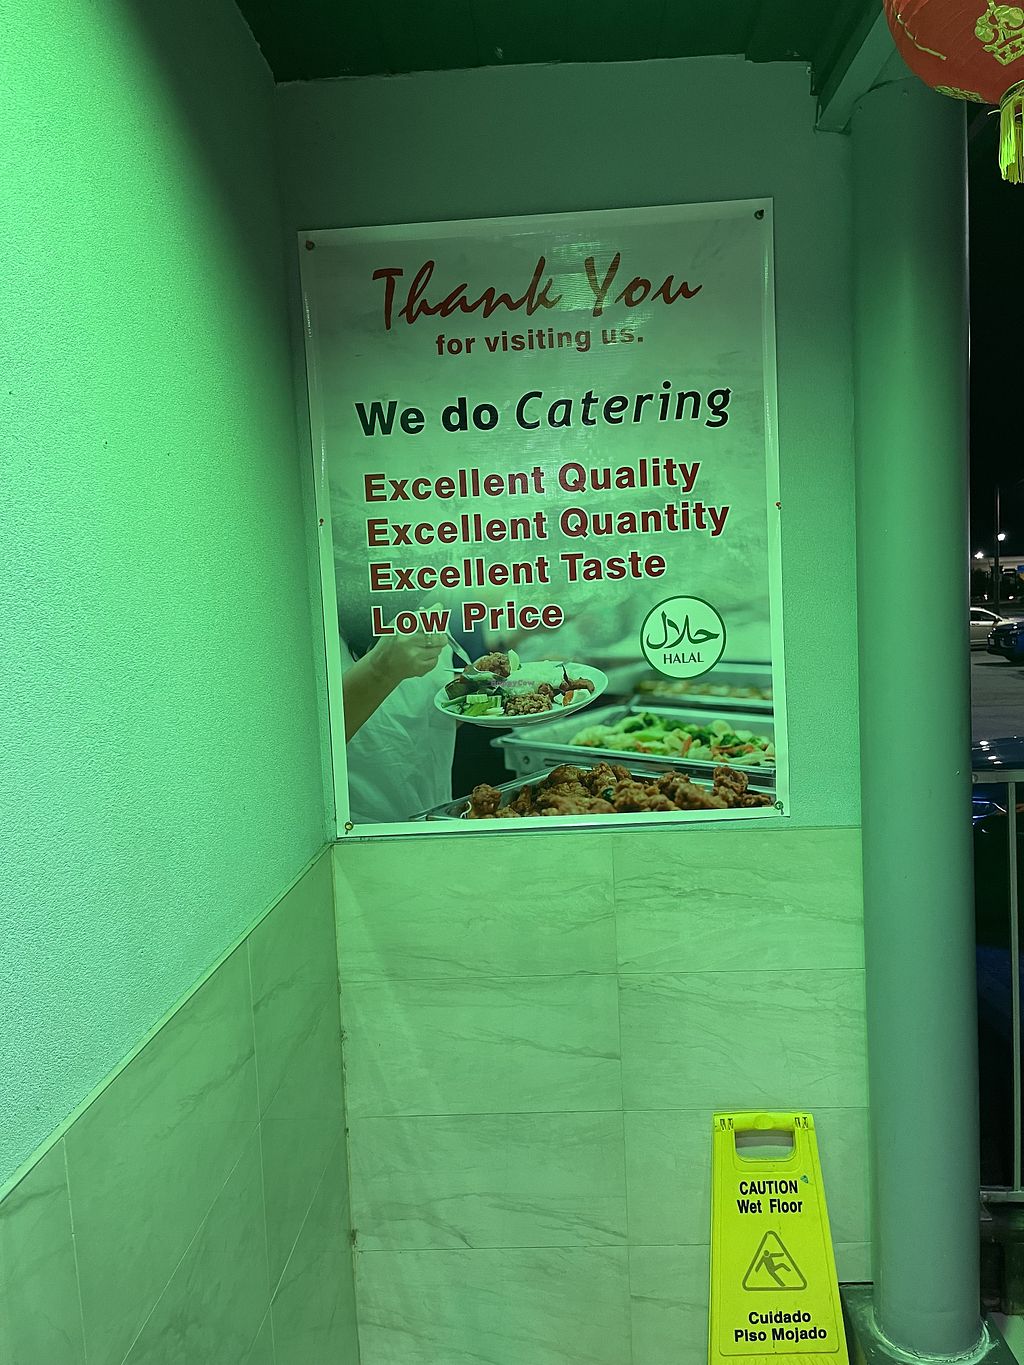 Thank You
for visiting us.
We do Catering
Excellent Quality
Excellent Quantity
Excellent Taste
Low Price
حلال
HALAL
HappyCow
CAUTION
Wet Floor
Cuidado
Piso Mojado